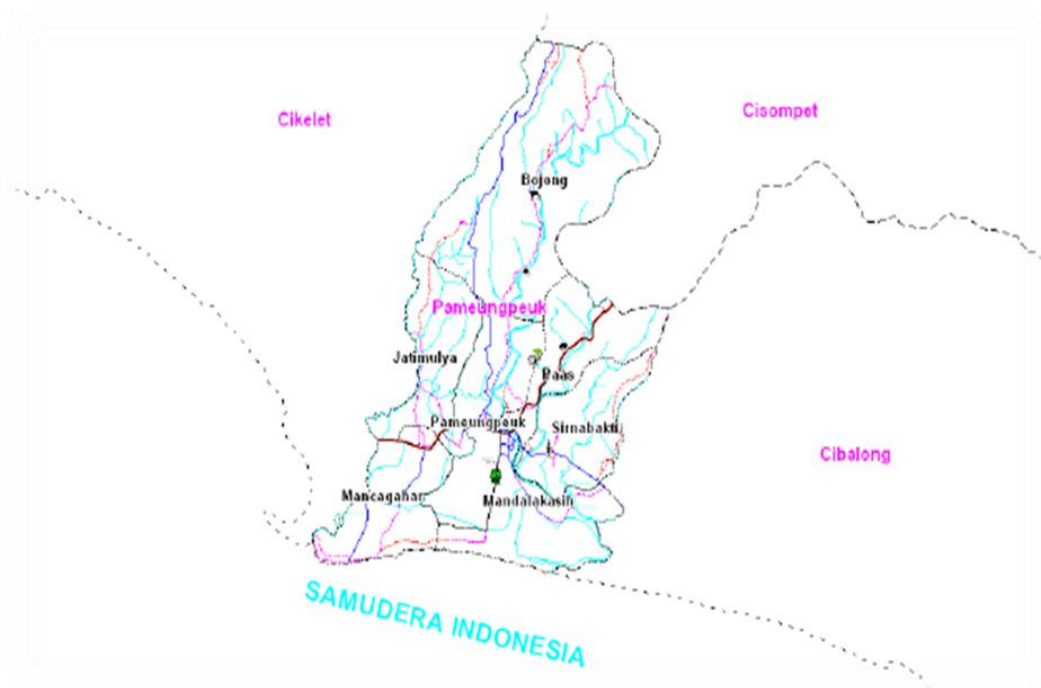 Cikelet
Cisompet
Bojong
Pameungpeuk
Jatimulya
Paas
Pameungpeuk
Sirnabakti
Cibalong
Mancagahar
Mandalakasih
SAMUDERA INDONESIA